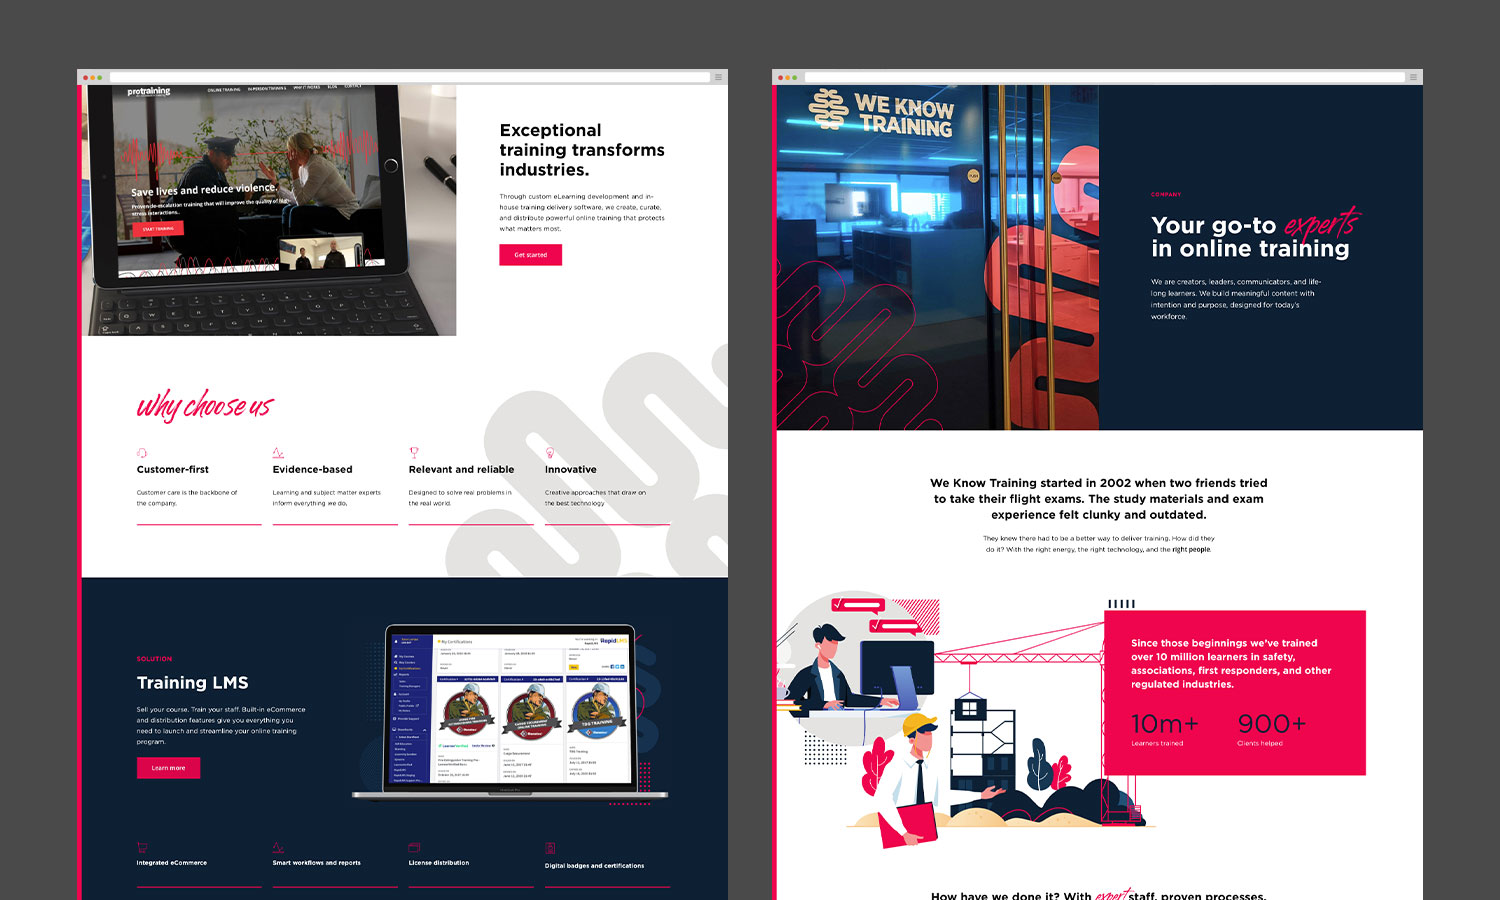 protraining
ONLINE TRAINING
IN-PERSON TRAINING
WHY IT WORKS
BLOG
CONTACT
Save lives and reduce violence.
Proven de-escalation training that will improve the quality of high-
stress interactions.
START TRAINING
Exceptional
training transforms
industries.
Through custom eLearning development and in-
house training delivery software, we create, curate,
and distribute powerful online training that protects
what matters most.
Get started
why choose us
Customer-first
Customer care is the backbone of
the company.
Evidence-based
Learning and subject matter experts
inform everything we do.
Relevant and reliable
Designed to solve real problems in
the real world.
Innovative
Creative approaches that draw on
the best technology
SOLUTION
Training LMS
Sell your course. Train your staff. Built-in eCommerce
and distribution features give you everything you
need to launch and streamline your online training
program.
Learn more
My Certifications
RapidLMS
TDG TRAINING
Integrated eCommerce
Smart workflows and reports
License distribution
Digital badges and certifications
WE KNOW
TRAINING
COMPANY
Your go-to experts
in online training
We are creators, leaders, communicators, and life-
long learners. We build meaningful content with
intention and purpose, designed for today's
workforce.
We Know Training started in 2002 when two friends tried
to take their flight exams. The study materials and exam
experience felt clunky and outdated.
They knew there had to be a better way to deliver training. How did they
do it? With the right energy, the right technology, and the right people.
Since those beginnings we've trained
over 10 million learners in safety,
associations, first responders, and other
regulated industries.
10m+
Learners trained
900+
Clients helped
How have we done it? With expert staff, proven processes,